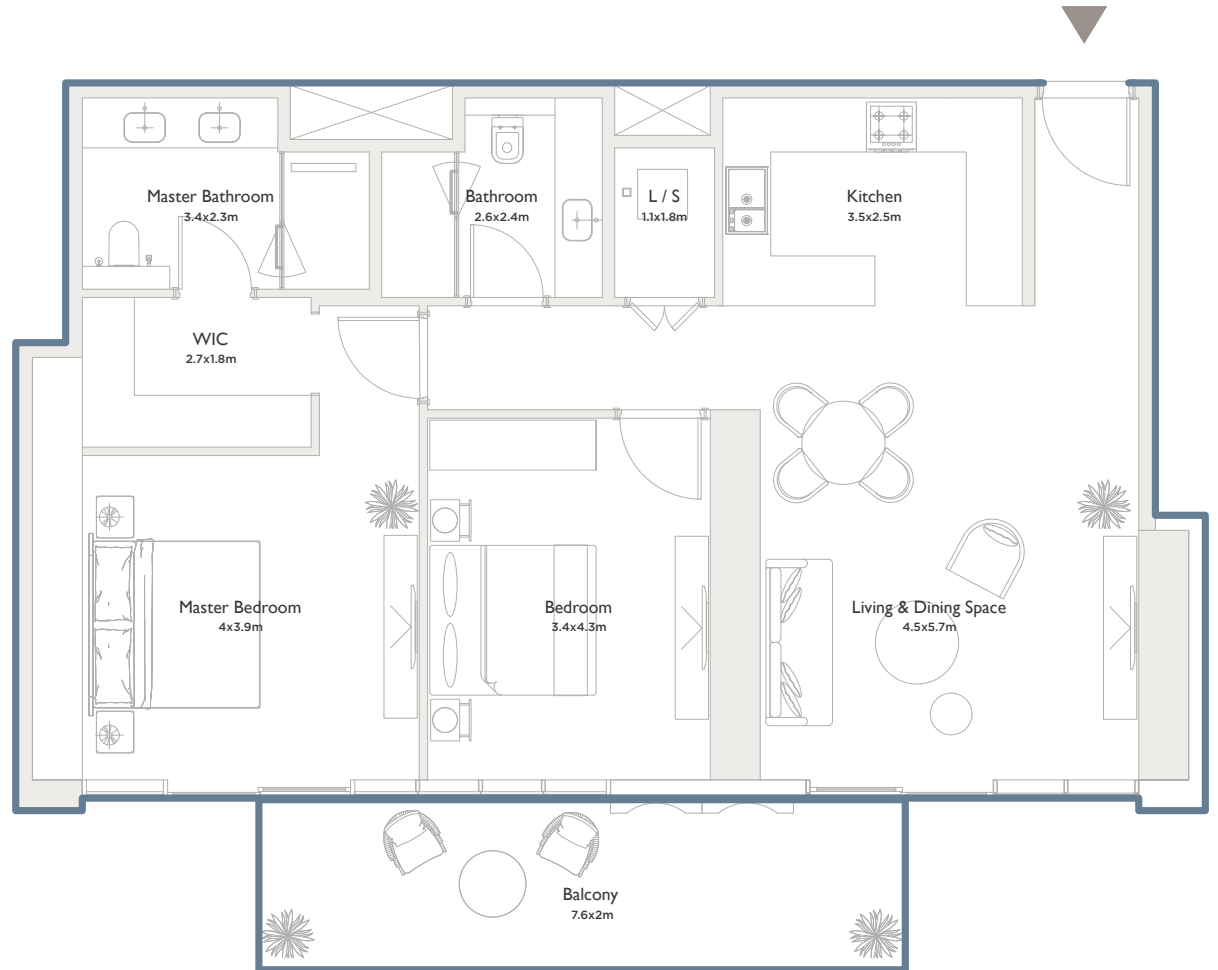 Master Bathroom
3.4x2.3m
Bathroom
2.6x2.4m
L / S
1.1x1.8m
Kitchen
3.5x2.5m
WIC
2.7x1.8m
Master Bedroom
4x3.9m
Bedroom
3.4x4.3m
Living & Dining Space
4.5x5.7m
Balcony
7.6x2m